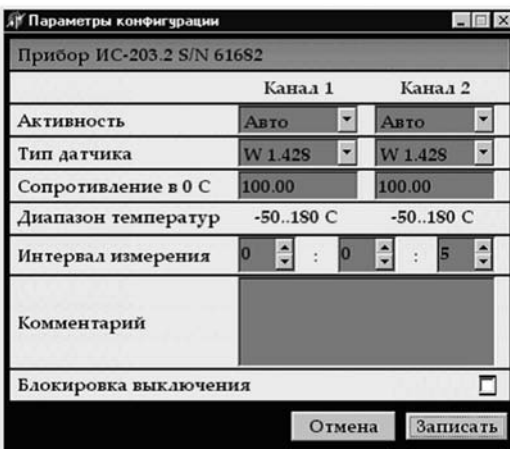 Параметры конфигурации
Прибор ИС-203.2 S/N 61682
Канал 1 Канал 2
Активность Авто Авто
Тип датчика W 1.428 W 1.428
Сопротивление в 0 С 100.00 100.00
Диапазон температур -50..180 С -50..180 С
Интервал измерения 0 : 0 : 5
Комментарий
Блокировка выключения
Отмена Записать